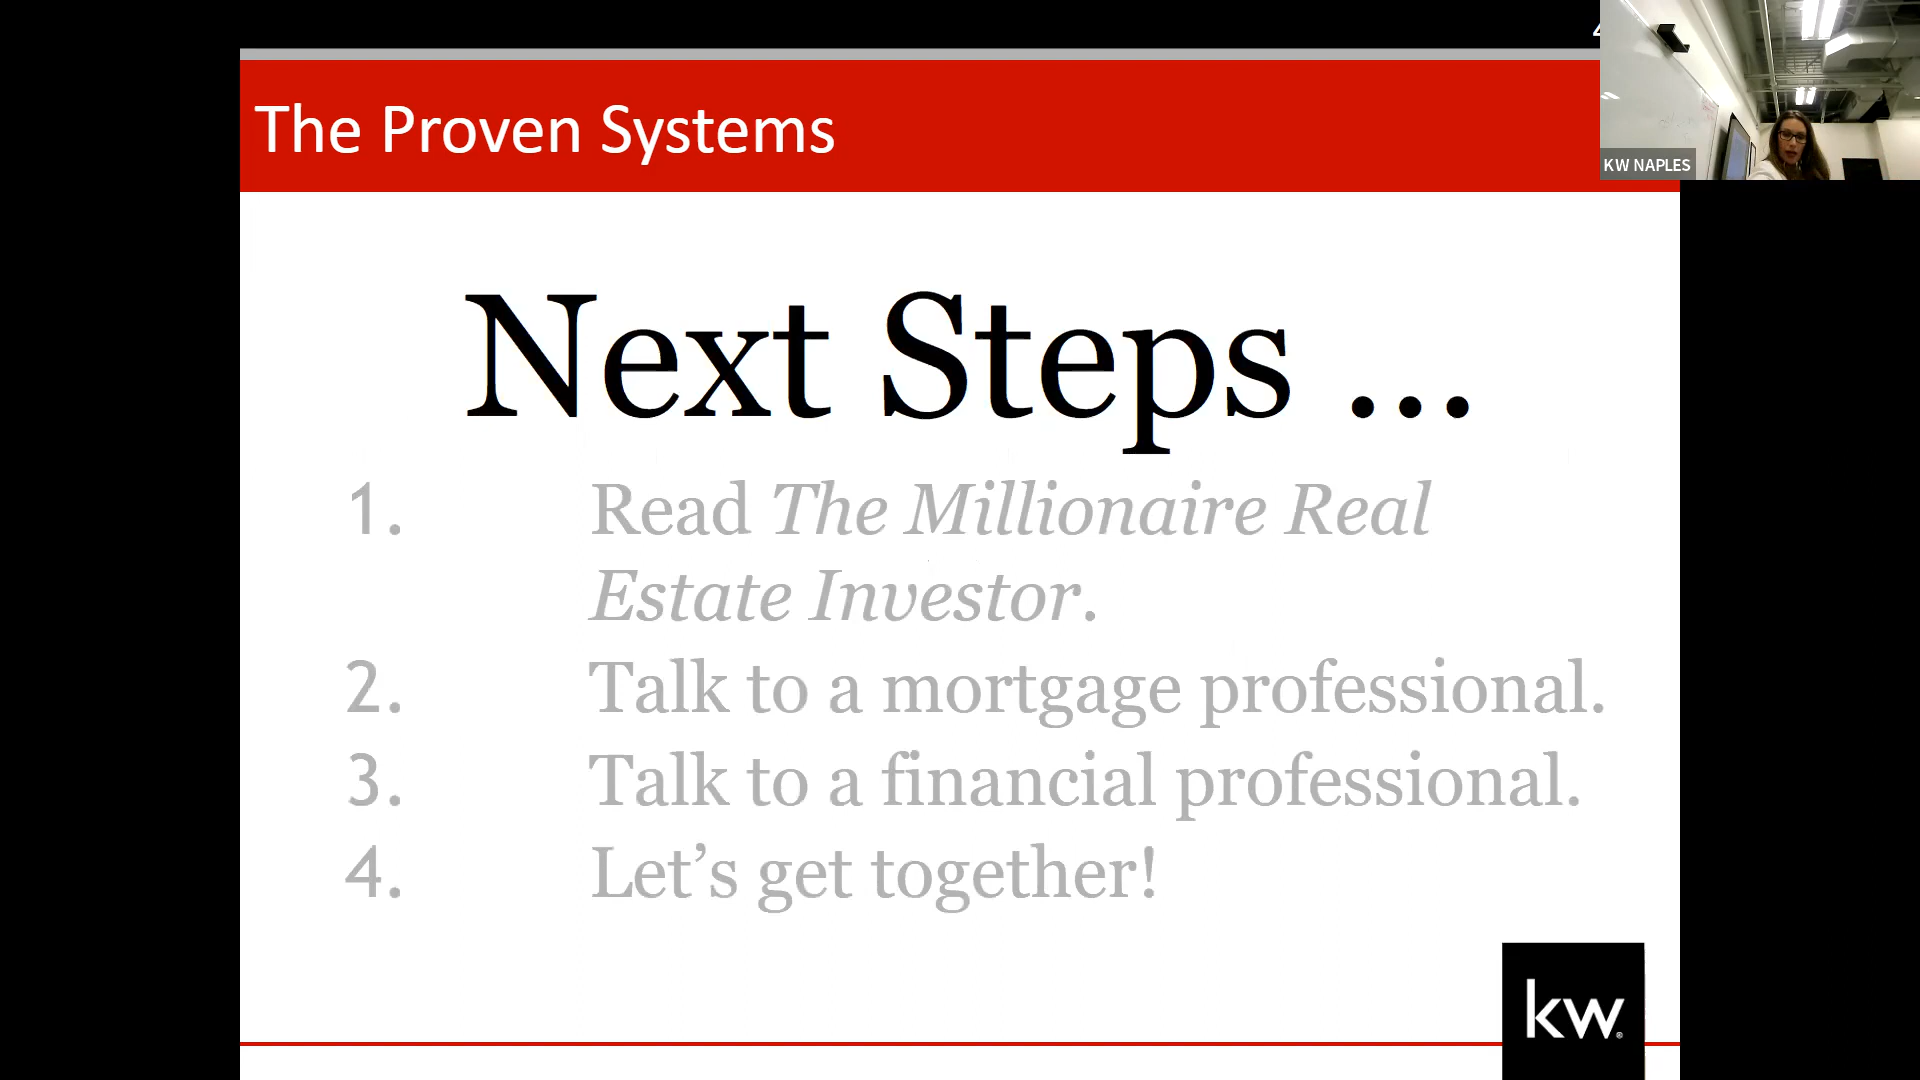 The Proven Systems
KW NAPLES
Next Steps ...
1. Read The Millionaire Real
Estate Investor.
2. Talk to a mortgage professional.
3. Talk to a financial professional.
4. Let’s get together!
kw®